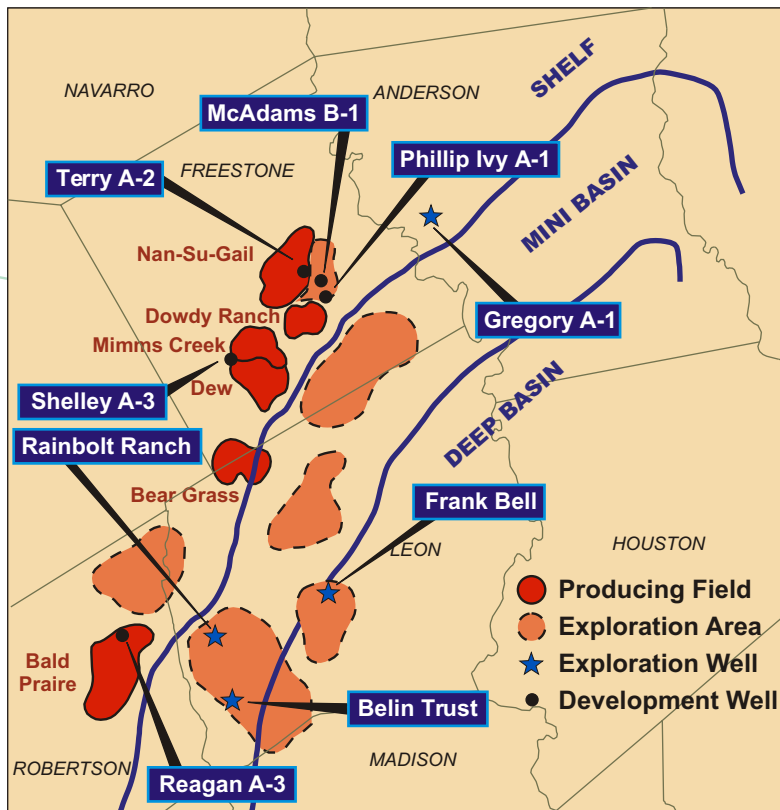 SHELF
NAVARRO
ANDERSON
McAdams B-1
Phillip Ivy A-1
FREESTONE
Terry A-2
MINI BASIN
Nan-Su-Gail
Dowdy Ranch
Gregory A-1
Mimms Creek
Dew
Shelley A-3
DEEP BASIN
Rainbolt Ranch
Bear Grass
Frank Bell
LEON
HOUSTON
Producing Field
Exploration Area
Exploration Well
Development Well
Bald
Praire
Belin Trust
ROBERTSON
MADISON
Reagan A-3